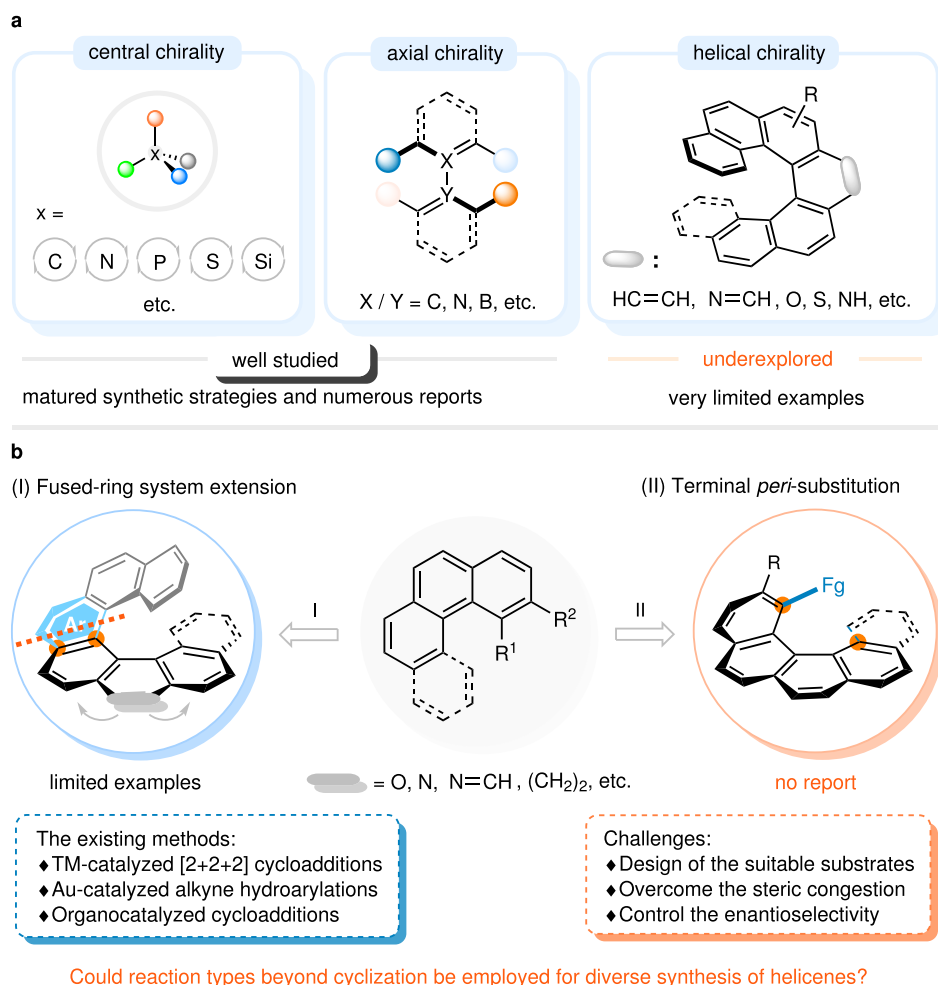 a
central chirality
axial chirality
helical chirality
X
X
Y
R
x =
C N P S Si
etc.
X / Y = C, N, B, etc.
:
HC=CH, N=CH, O, S, NH, etc.
well studied
underexplored
matured synthetic strategies and numerous reports
very limited examples
b
(I) Fused-ring system extension
(II) Terminal peri-substitution
I
R²
R¹
II
R
Fg
limited examples
= O, N, N=CH, (CH₂)₂, etc.
no report
The existing methods:
♦TM-catalyzed [2+2+2] cycloadditions
♦Au-catalyzed alkyne hydroarylations
♦Organocatalyzed cycloadditions
Challenges:
♦Design of the suitable substrates
♦Overcome the steric congestion
♦Control the enantioselectivity
Could reaction types beyond cyclization be employed for diverse synthesis of helicenes?